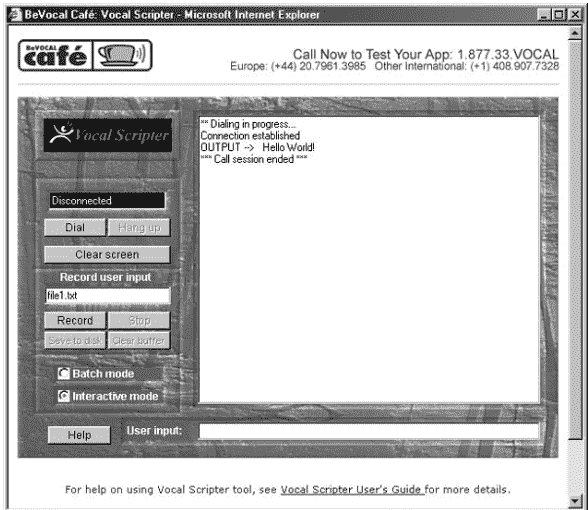 BeVocal Café: Vocal Scripter - Microsoft Internet Explorer
BeVOCAL
café
Call Now to Test Your App: 1.877.33.VOCAL
Europe: (+44) 20.7961.3985 Other International: (+1) 408.907.7328
Vocal Scripter
** Dialing in progress...
Connection established
OUTPUT --> Hello World!
*** Call session ended ***
Disconnected
Dial Hang up
Clear screen
Record user input
file1.txt
Record Stop
Save to disk Clear buffer
Batch mode
Interactive mode
Help User input:
For help on using Vocal Scripter tool, see Vocal Scripter User's Guide for more details.